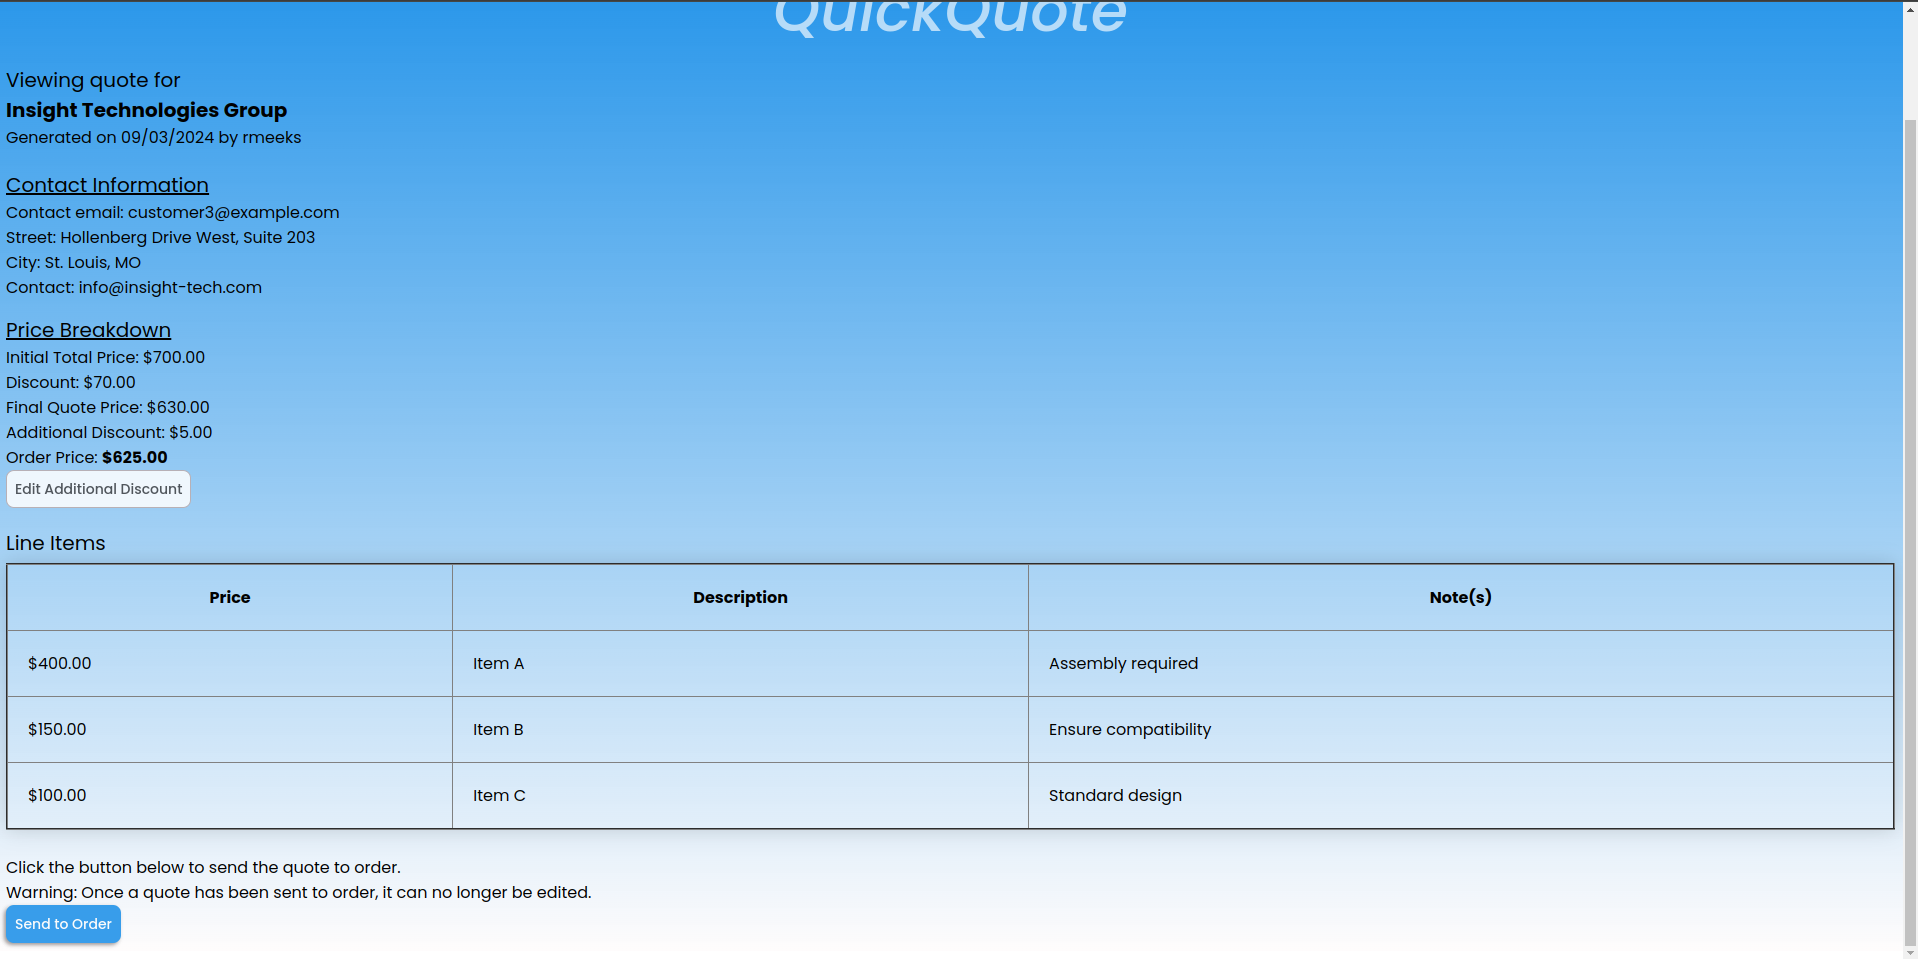 QuickQuote
Viewing quote for
Insight Technologies Group
Generated on 09/03/2024 by rmeeks
Contact Information
Contact email: customer3@example.com
Street: Hollenberg Drive West, Suite 203
City: St. Louis, MO
Contact: info@insight-tech.com
Price Breakdown
Initial Total Price: $700.00
Discount: $70.00
Final Quote Price: $630.00
Additional Discount: $5.00
Order Price: $625.00
Edit Additional Discount
Line Items
Price Description Note(s)
$400.00 Item A Assembly required
$150.00 Item B Ensure compatibility
$100.00 Item C Standard design
Click the button below to send the quote to order.
Warning: Once a quote has been sent to order, it can no longer be edited.
Send to Order